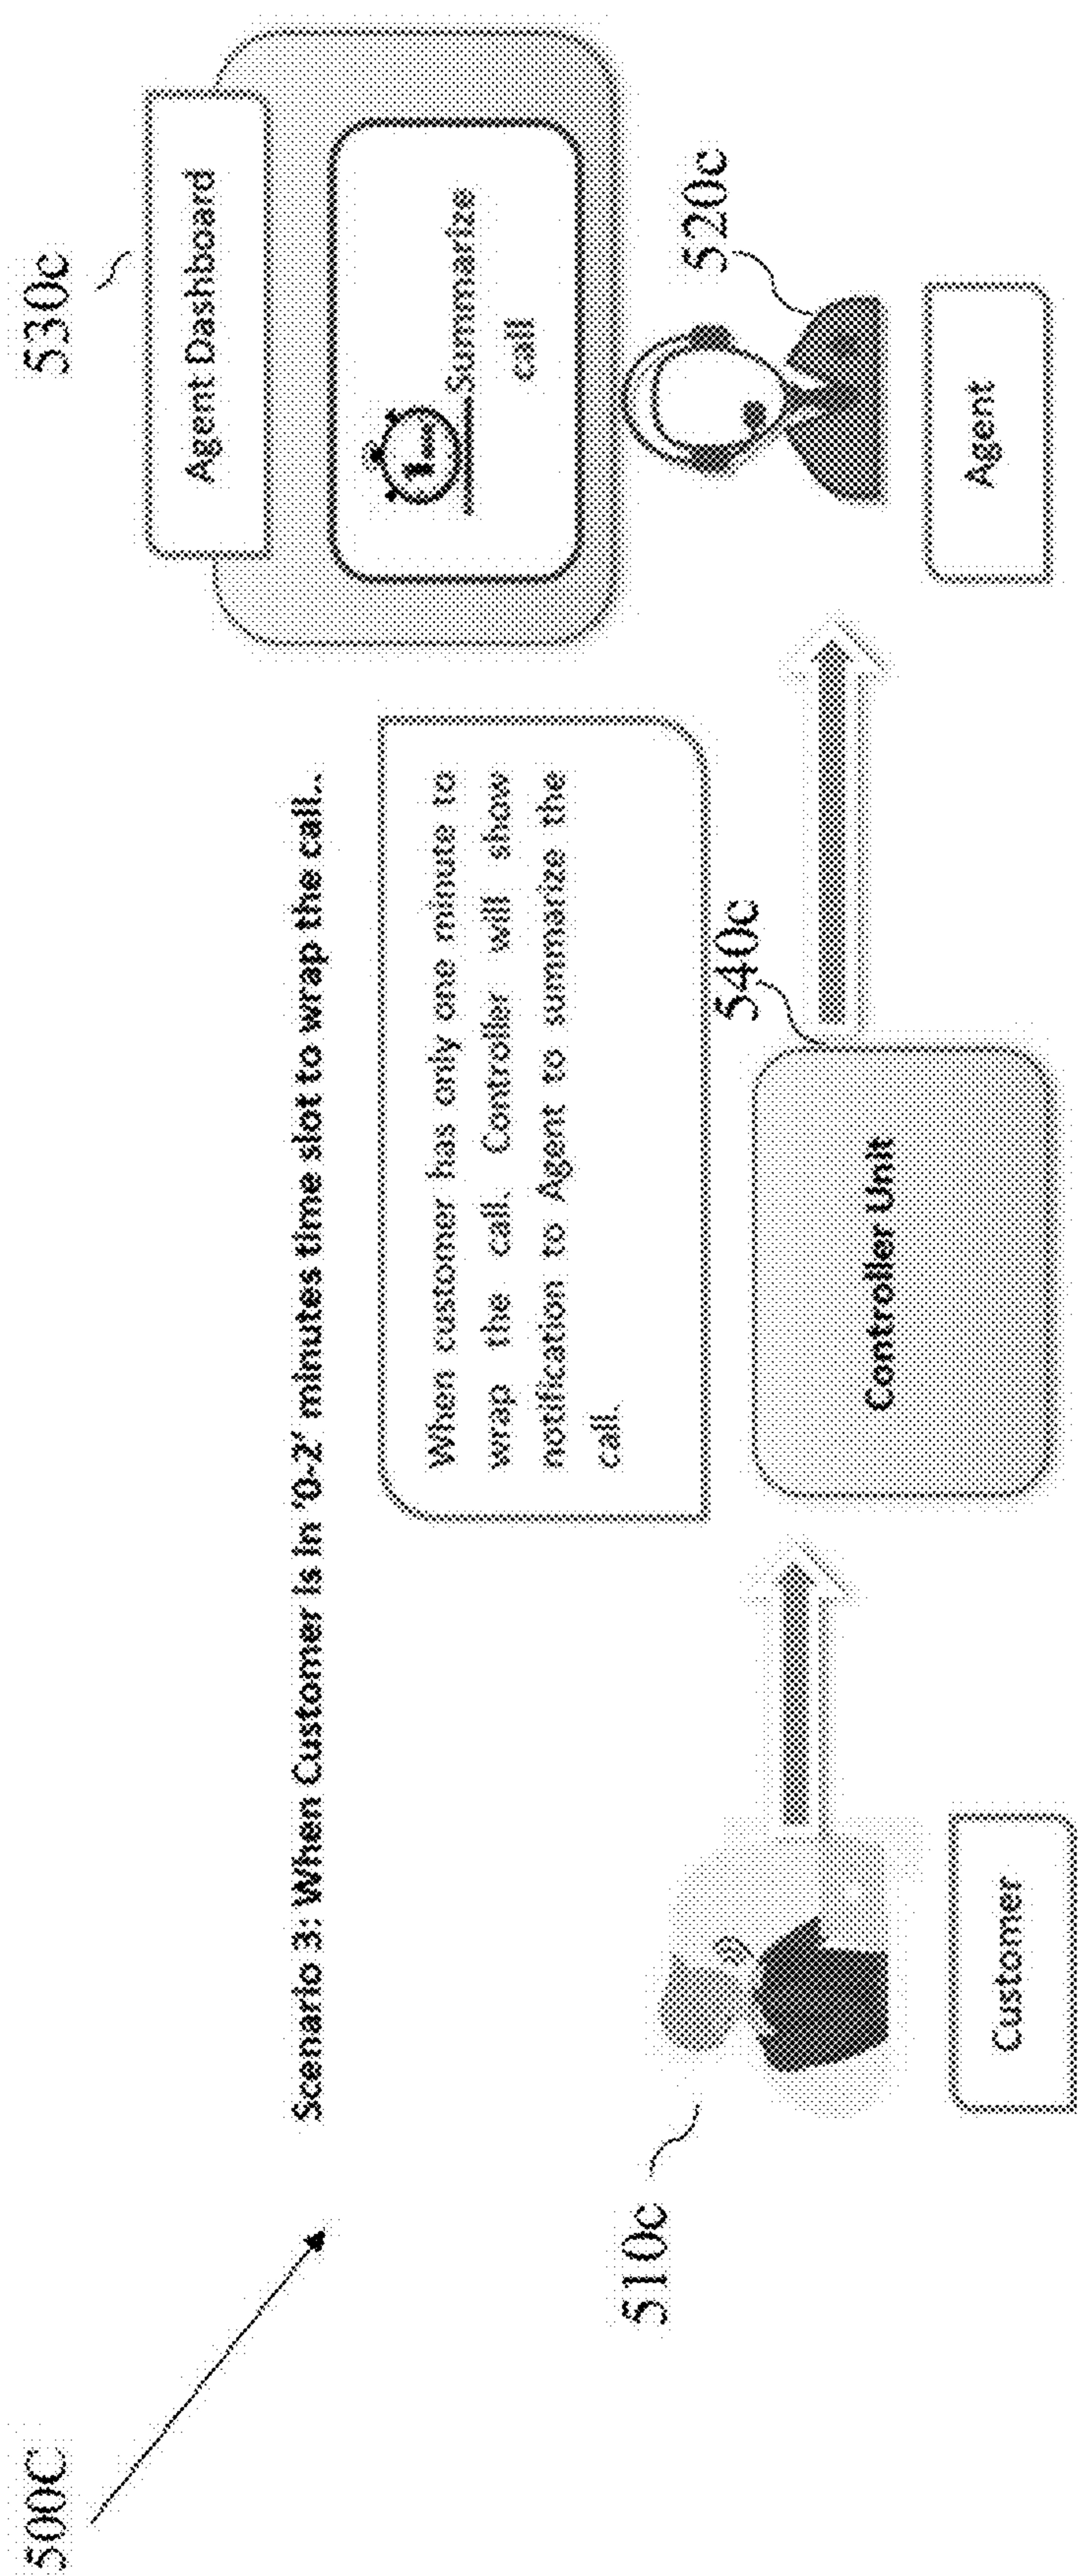 500C
530c
Agent Dashboard
Scenario 3: When Customer is in '0-2' minutes time slot to wrap the call..
When customer has only one minute to
wrap the call. Controller will show
notification to Agent to summarize the
call.
1
Summarize
call
510c
540c
520c
Controller Unit
Customer
Agent